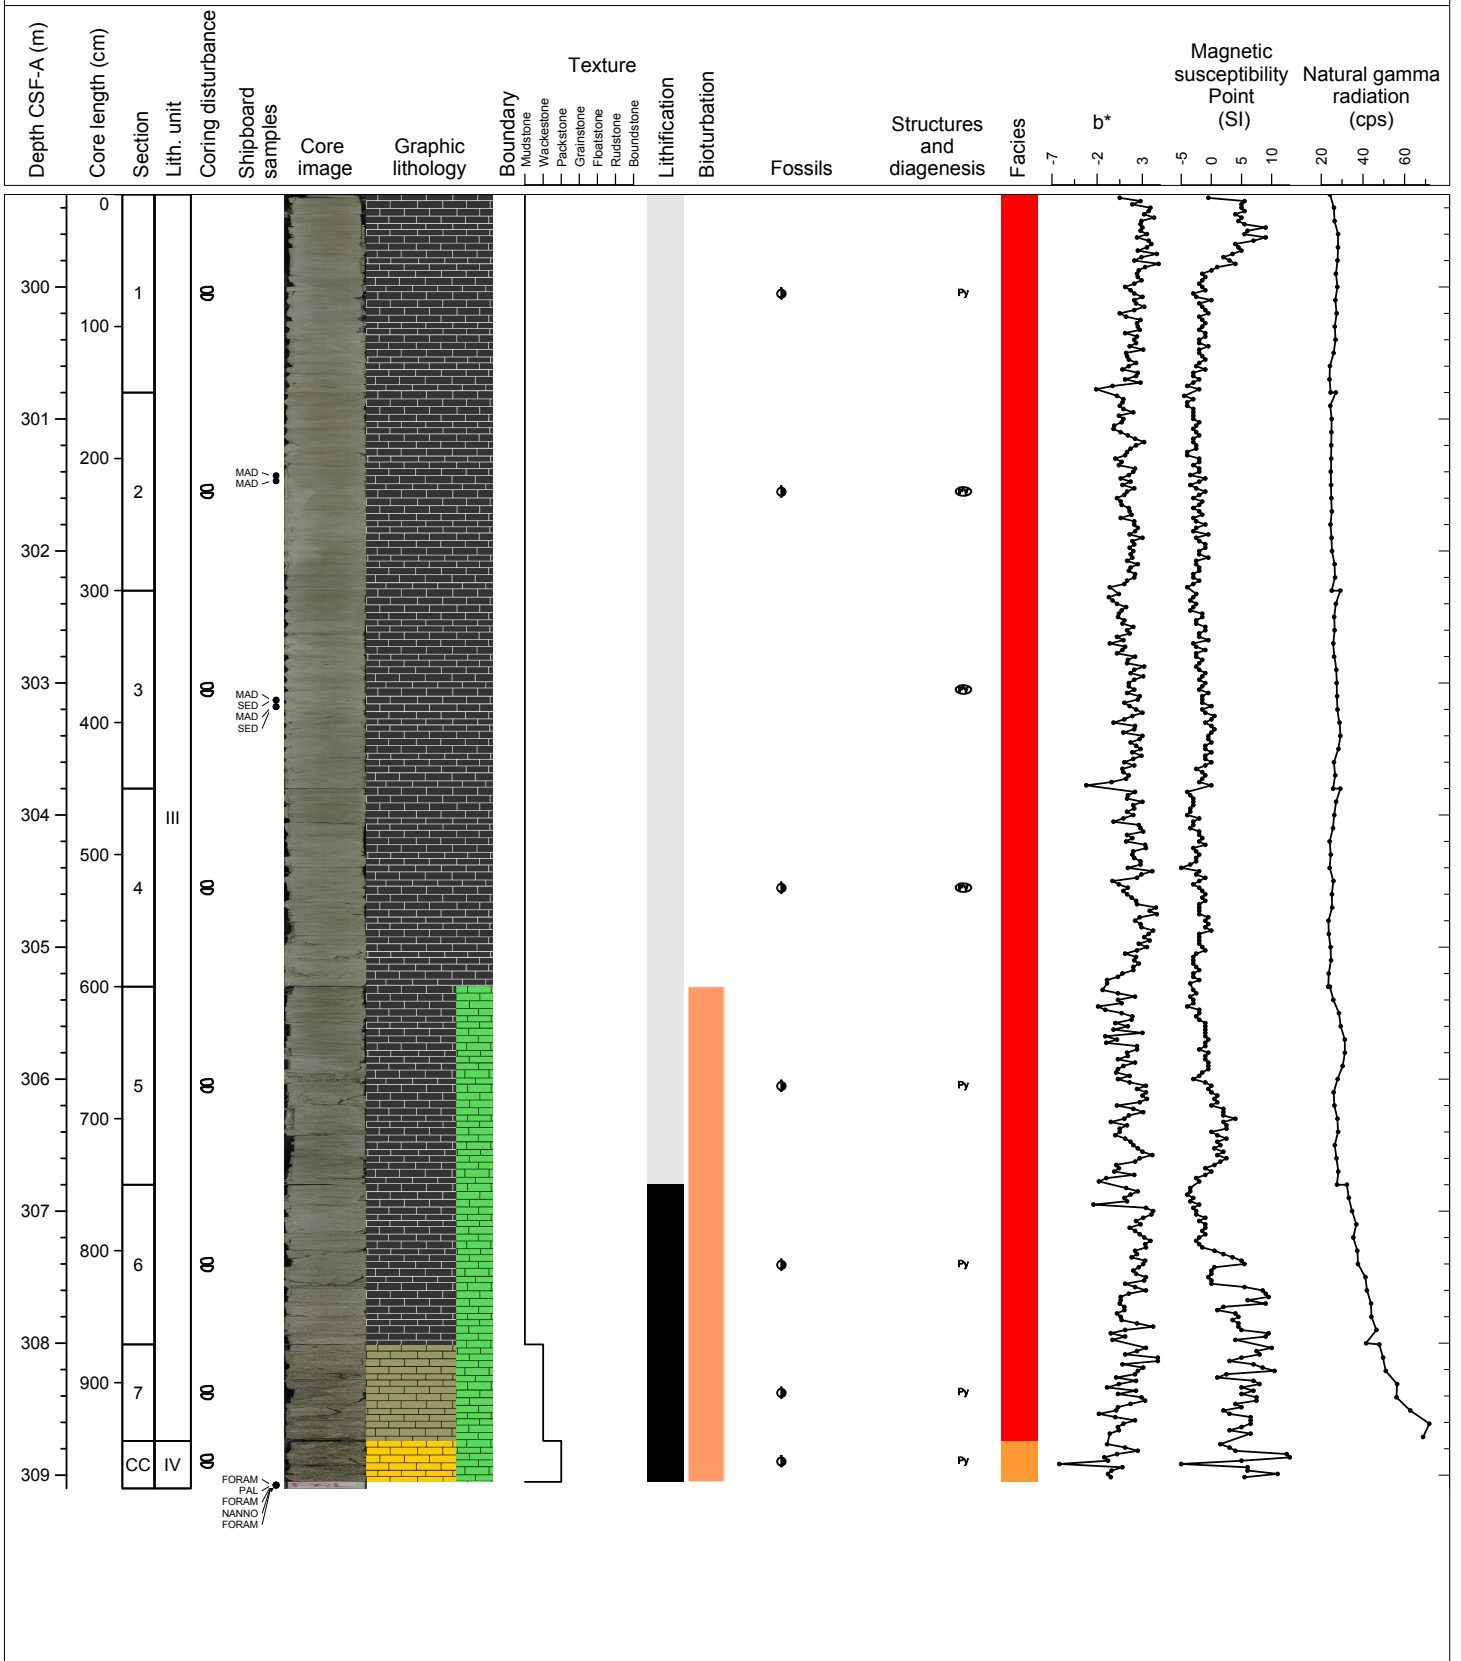 Depth CSF-A (m)
Core length (cm)
Section
Lith. unit
Coring disturbance
Shipboard
samples
Core
image
Graphic
lithology
Boundary
Texture
Mudstone
Wackestone
Packstone
Grainstone
Floatstone
Rudstone
Boundstone
Lithification
Bioturbation
Fossils
Structures
and
diagenesis
Facies
b*
-7 -2 3
Magnetic
susceptibility
Point
(SI)
-5 0 5 10
Natural gamma
radiation
(cps)
20 40 60
0
300
1
Py
100
301
200
MAD
MAD
2
Py
302
300
303
3
Py
MAD
SED
MAD
SED
400
304
III
500
4
Py
305
600
306
5
Py
700
307
800
6
Py
308
900
7
Py
309
CC
IV
Py
FORAM
PAL
FORAM
NANNO
FORAM